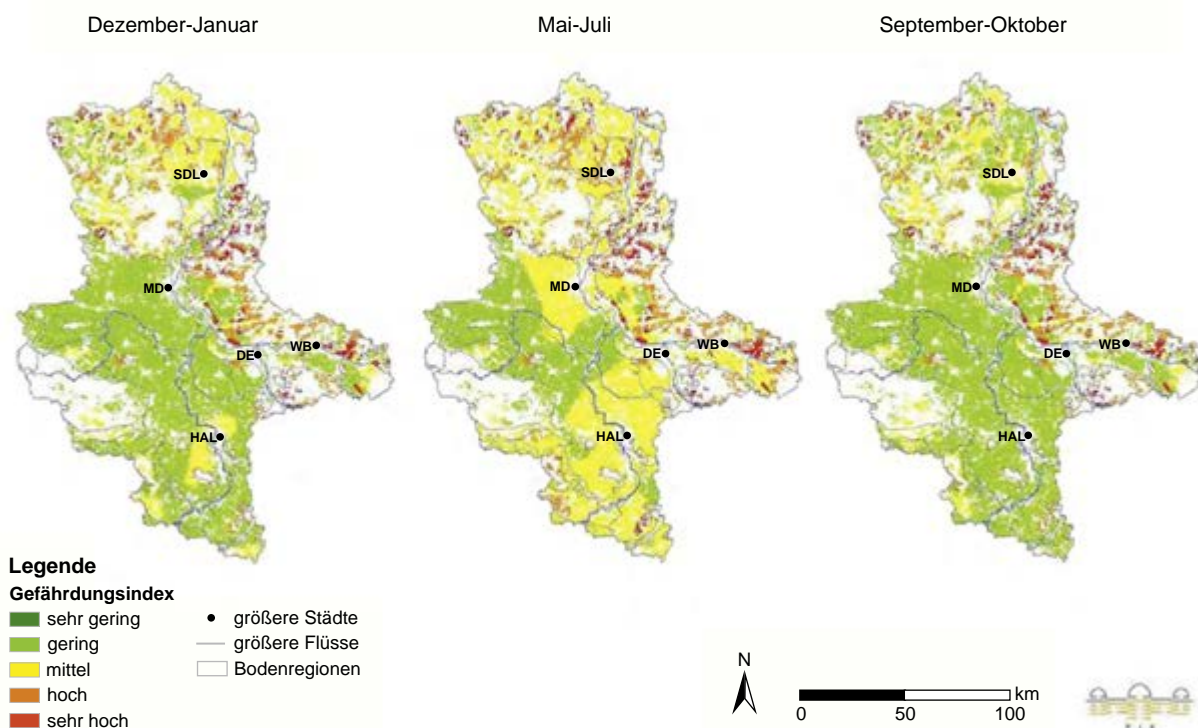 Dezember-Januar
Mai-Juli
September-Oktober
SDL
MD
DE
WB
HAL
SDL
MD
DE
WB
HAL
SDL
MD
DE
WB
HAL
Legende
Gefährdungsindex
sehr gering
gering
mittel
hoch
sehr hoch
größere Städte
größere Flüsse
Bodenregionen
N
km
0 50 100